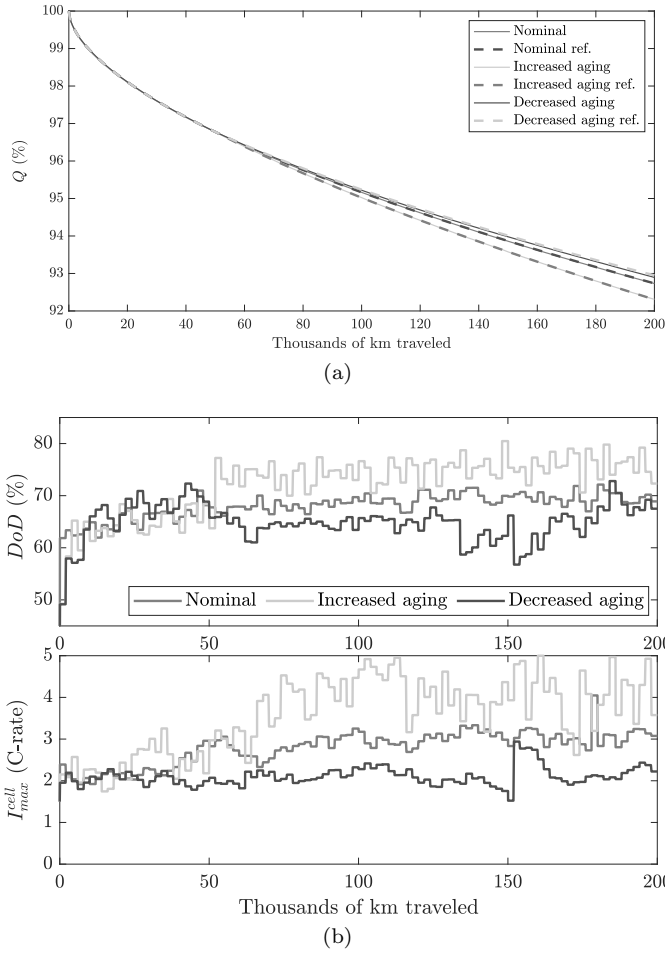 100
99
98
97
96
95
94
93
92
Q (%)
Nominal
Nominal ref.
Increased aging
Increased aging ref.
Decreased aging
Decreased aging ref.
0 20 40 60 80 100 120 140 160 180 200
Thousands of km traveled
(a)
80
70
60
50
DoD (%)
Nominal Increased aging Decreased aging
0 50 100 150 200
5
4
3
2
1
0
I_{max}^{cell} (C-rate)
0 50 100 150 200
Thousands of km traveled
(b)